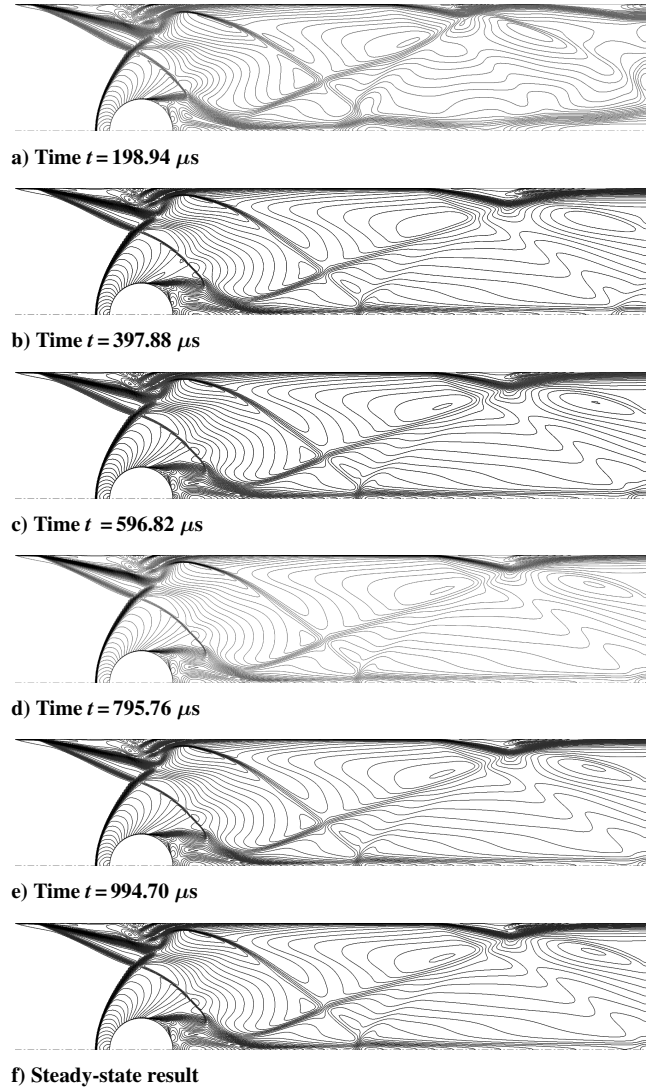 a) Time t = 198.94 μs
b) Time t = 397.88 μs
c) Time t = 596.82 μs
d) Time t = 795.76 μs
e) Time t = 994.70 μs
f) Steady-state result